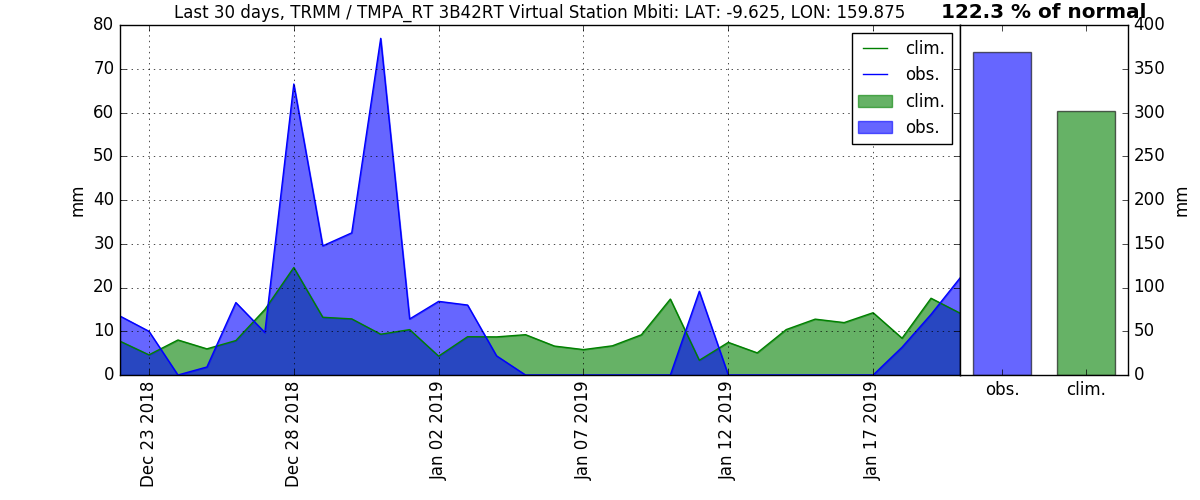 Last 30 days, TRMM / TMPA_RT 3B42RT Virtual Station Mbiti: LAT: -9.625, LON: 159.875
122.3 % of normal
80
70
60
50
40
30
20
10
0
mm
clim.
obs.
clim.
obs.
400
350
300
250
200
150
100
50
0
mm
Dec 23 2018
Dec 28 2018
Jan 02 2019
Jan 07 2019
Jan 12 2019
Jan 17 2019
obs.
clim.